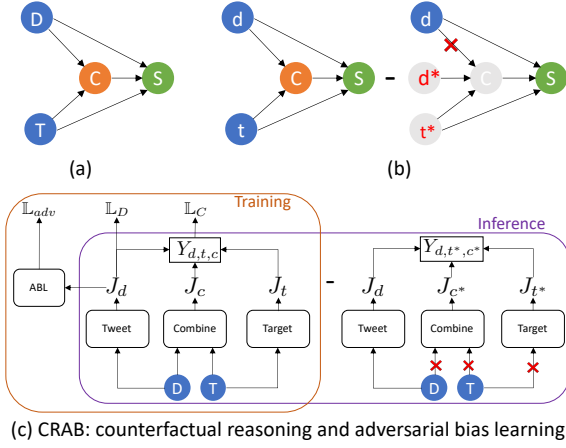 D
C
S
T
(a)
d
C
S
t
-
d
d*
C
S
t*
(b)
𝕃adv
𝕃D
𝕃C
Training
Inference
Yd,t,c
Yd,t*,c*
ABL
Jd
Jc
Jt
-
Jd
Jc*
Jt*
Tweet
Combine
Target
Tweet
Combine
Target
D
T
D
T
(c) CRAB: counterfactual reasoning and adversarial bias learning